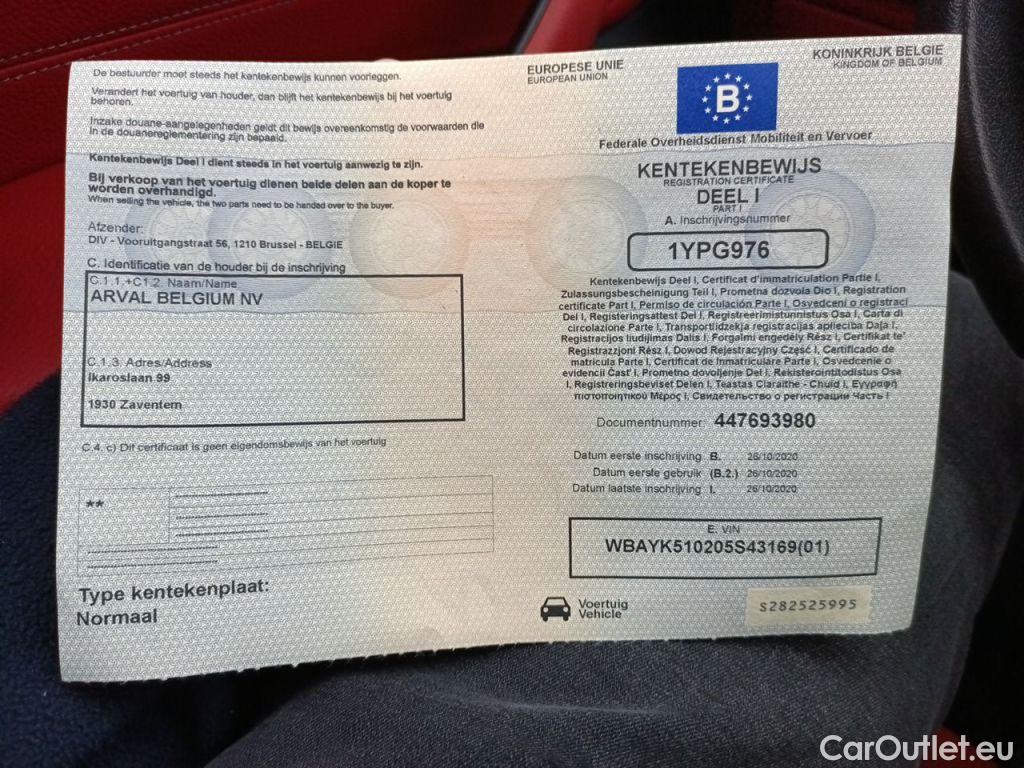 De bestuurder moet steeds het kentekenbewijs kunnen voorleggen.
Verandert het voertuig van houder, dan blijft het kentekenbewijs bij het voertuig
behoren.
Inzake douane-aangelegenheden geldt dit bewijs overeenkomstig de voorwaarden die
in de douanereglementering zijn bepaald.
Kentekenbewijs Deel I dient steeds in het voertuig aanwezig te zijn.
Bij verkoop van het voertuig dienen beide delen aan de koper te
worden overhandigd.
When selling the vehicle, the two parts need to be handed over to the buyer.
Afzender:
DIV - Vooruitgangstraat 56, 1210 Brussel - BELGIE
C. Identificatie van de houder bij de inschrijving
C.1.1.+C1.2. Naam/Name
ARVAL BELGIUM NV
C.1.3. Adres/Address
Ikaroslaan 99
1930 Zaventem
C.4. c) Dit certificaat is geen eigendomsbewijs van het voertuig
**
Type kentekenplaat:
Normaal
EUROPESE UNIE
EUROPEAN UNION
KONINKRIJK BELGIE
KINGDOM OF BELGIUM
B
Federale Overheidsdienst Mobiliteit en Vervoer
KENTEKENBEWIJS
REGISTRATION CERTIFICATE
DEEL I
PART I
A. Inschrijvingsnummer
1YPG976
Kentekenbewijs Deel I, Certificat d'immatriculation Partie I,
Zulassungsbescheinigung Teil I, Prometna dozvola Dio I, Registration
certificate Part I, Permiso de circulación Parte I, Osvedcení o registraci
Del I, Registeringsattest Del I, Registreerimistunnistus Osa I, Carta di
circolazione Parte I, Transportlidzekja registracijas apliecība Daļa I,
Registracijos liudijimas Dalis I, Forgalmi engedély Rész I, Certifikat te'
Registrazzjoni Rész I, Dowod Rejestracyjny Część I, Certificado de
matrícula Parte I, Certificat de Inmatriculare Parte I, Osvedcenie o
evidencii Cast' I, Prometno dovoljenje Del I, Rekisterointitodistus Osa
I, Registreringsbeviset Delen I, Teastas Claraithe - Chuid I, Εγγραφή
πιστοποιητικού Μέρος I, Свидетельство о регистрации Часть I
Documentnummer: 447693980
Datum eerste inschrijving B. 26/10/2020
Datum eerste gebruik (B.2.) 26/10/2020
Datum laatste inschrijving I. 26/10/2020
E. VIN
WBAYK510205S43169(01)
Voertuig
Vehicle
S282525995
CarOutlet.eu